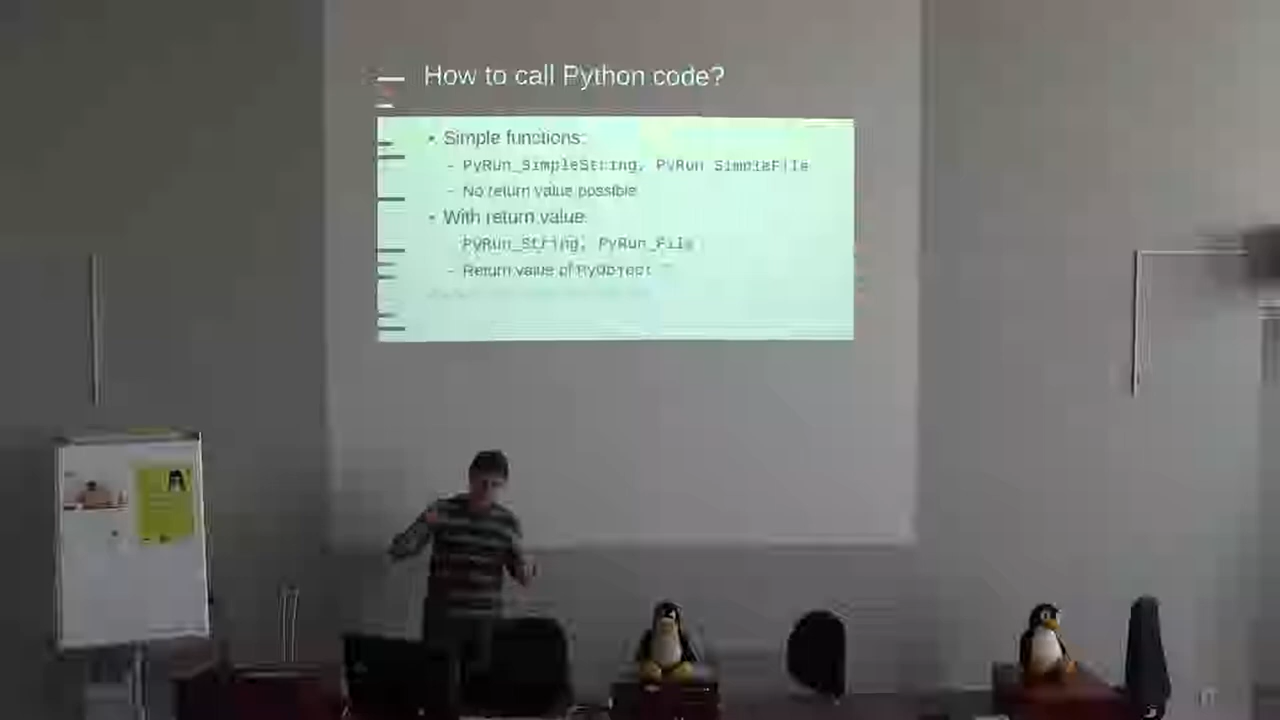 How to call Python code?
• Simple functions:
– PyRun_SimpleString, PyRun_SimpleFile
– No return value possible
• With return value
PyRun_String, PyRun_File
– Return value of PyObject